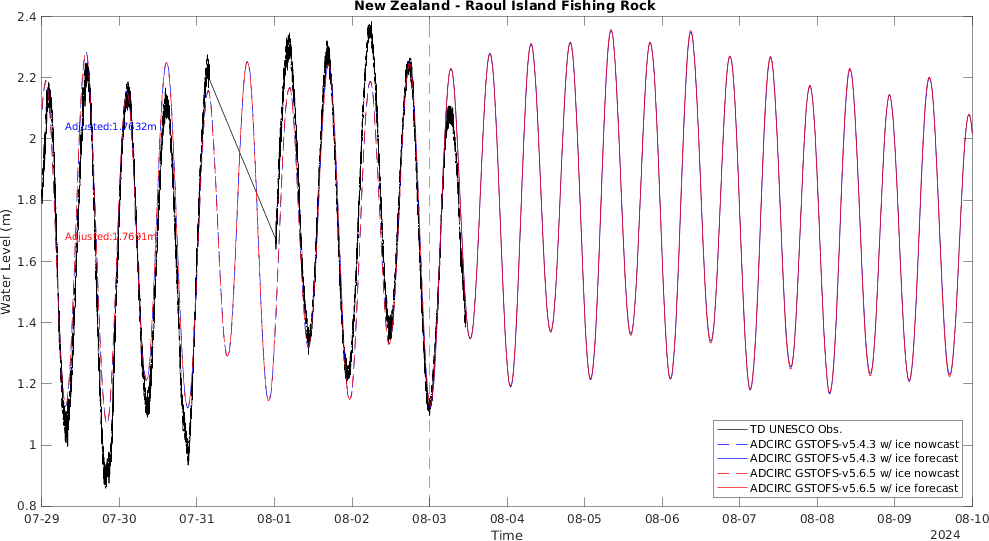 New Zealand - Raoul Island Fishing Rock
2.4
2.2
2
1.8
1.6
1.4
1.2
1
0.8
Water Level (m)
Adjusted:1.7632m
Adjusted:1.7691m
TD UNESCO Obs.
ADCIRC GSTOFS-v5.4.3 w/ ice nowcast
ADCIRC GSTOFS-v5.4.3 w/ ice forecast
ADCIRC GSTOFS-v5.6.5 w/ ice nowcast
ADCIRC GSTOFS-v5.6.5 w/ ice forecast
07-29 07-30 07-31 08-01 08-02 08-03 08-04 08-05 08-06 08-07 08-08 08-09 08-10
Time
2024